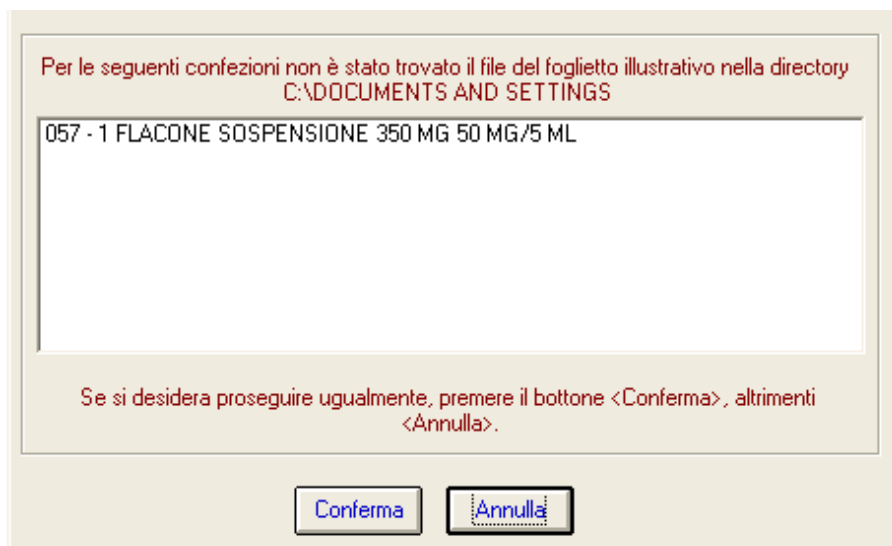 Per le seguenti confezioni non è stato trovato il file del foglietto illustrativo nella directory
C:\DOCUMENTS AND SETTINGS
057 - 1 FLACONE SOSPENSIONE 350 MG 50 MG/5 ML
Se si desidera proseguire ugualmente, premere il bottone <Conferma>, altrimenti
<Annulla>.
Conferma Annulla